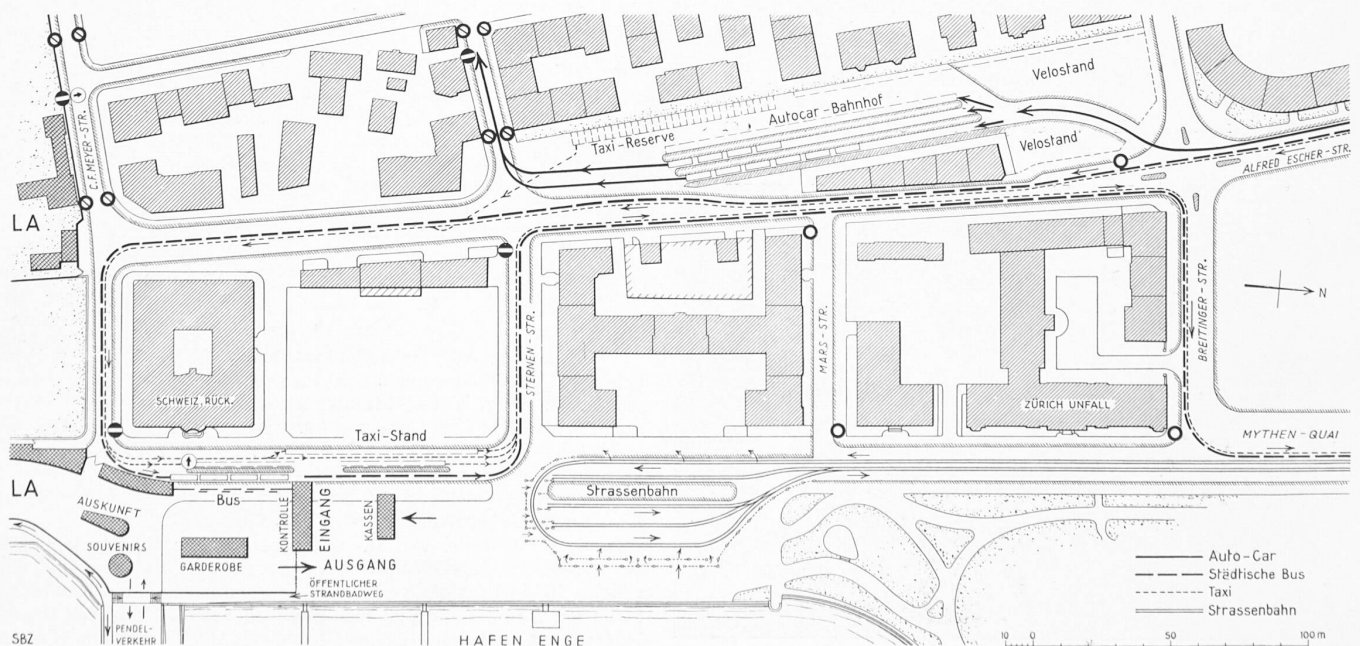 Velostand
Autocar-Bahnhof
Taxi-Reserve
Velostand
C.F. MEYER-STR.
ALFRED ESCHER-STR.
LA
N
STERNEN-STR.
MARS-STR.
BREITINGER-STR.
SCHWEIZ. RÜCK.
ZÜRICH UNFALL
Taxi-Stand
MYTHEN-QUAI
LA
Bus
Strassenbahn
AUSKUNFT
KONTROLLE
EINGANG
KASSEN
SOUVENIRS
GARDEROBE
AUSGANG
ÖFFENTLICHER
STRANDBADWEG
Auto-Car
Städtische Bus
Taxi
Strassenbahn
PENDEL-
VERKEHR
SBZ
HAFEN ENGE
10 0 50 100 m